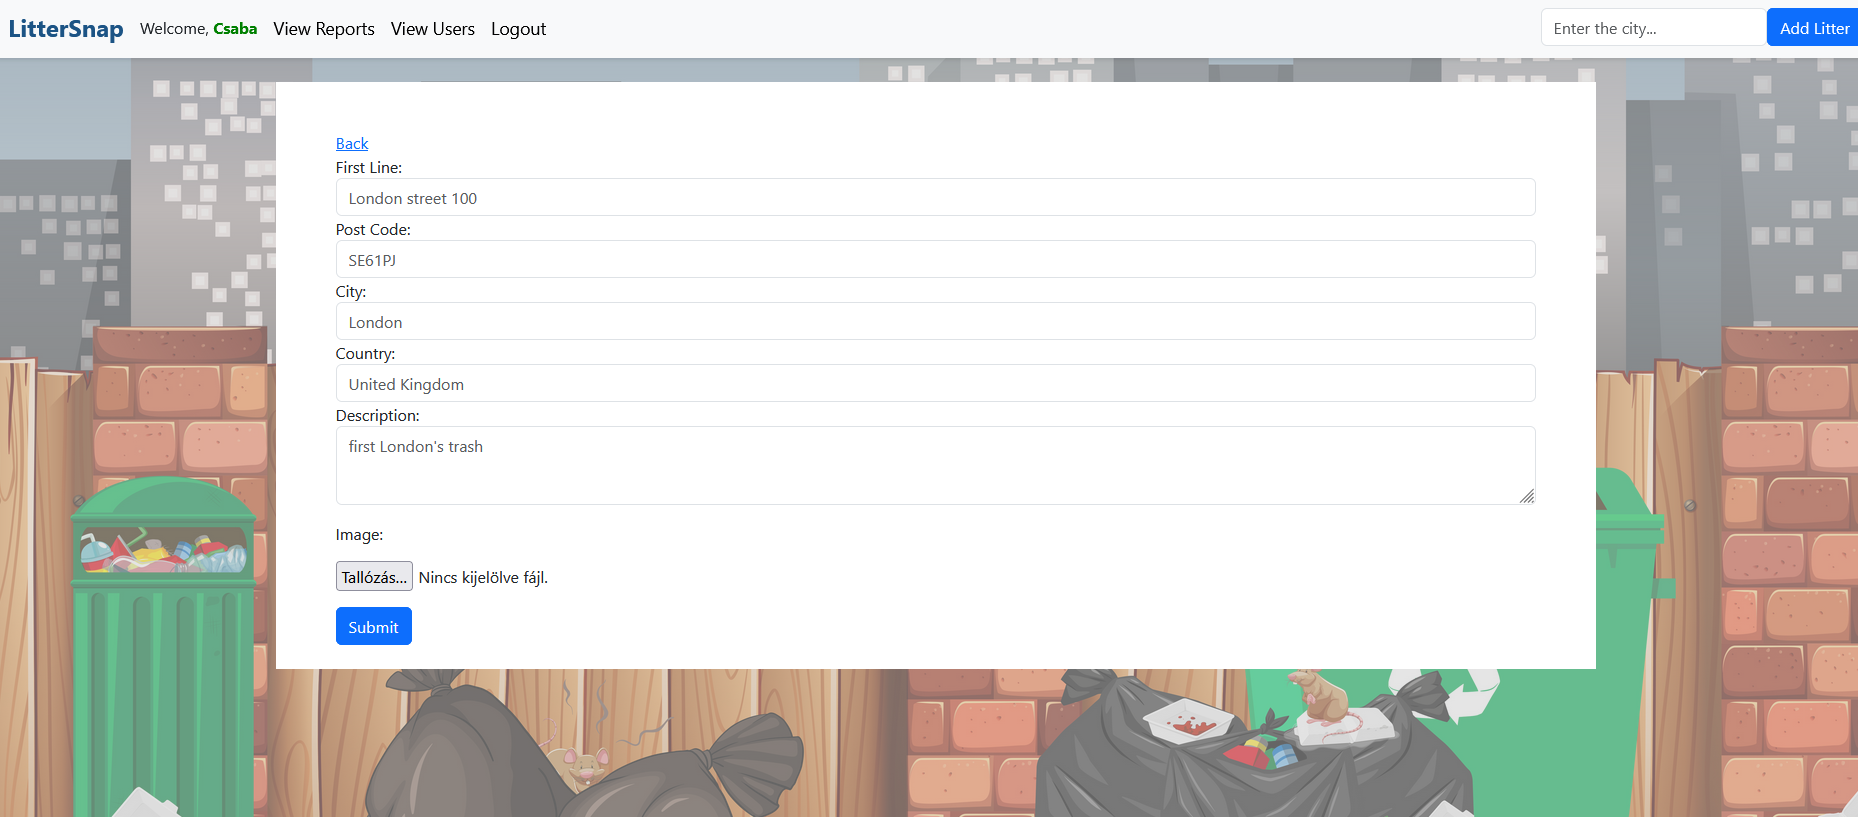 LitterSnap Welcome, Csaba View Reports View Users Logout Enter the city... Add Litter
Back
First Line:
London street 100
Post Code:
SE61PJ
City:
London
Country:
United Kingdom
Description:
first London's trash
Image:
Tallózás... Nincs kijelölve fájl.
Submit